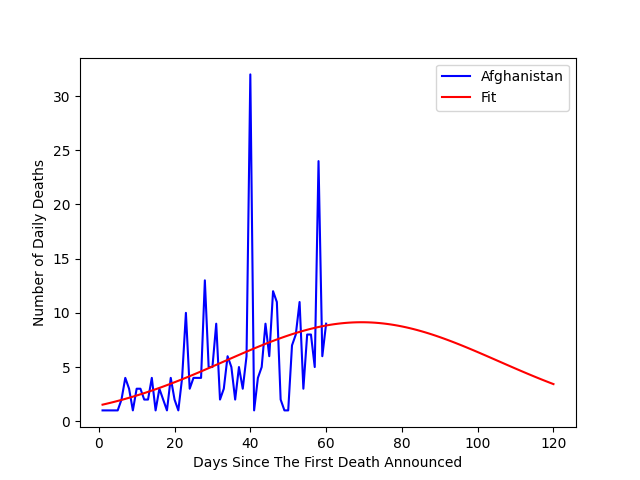 Afghanistan
Fit
Number of Daily Deaths
30
25
20
15
10
5
0
0 20 40 60 80 100 120
Days Since The First Death Announced